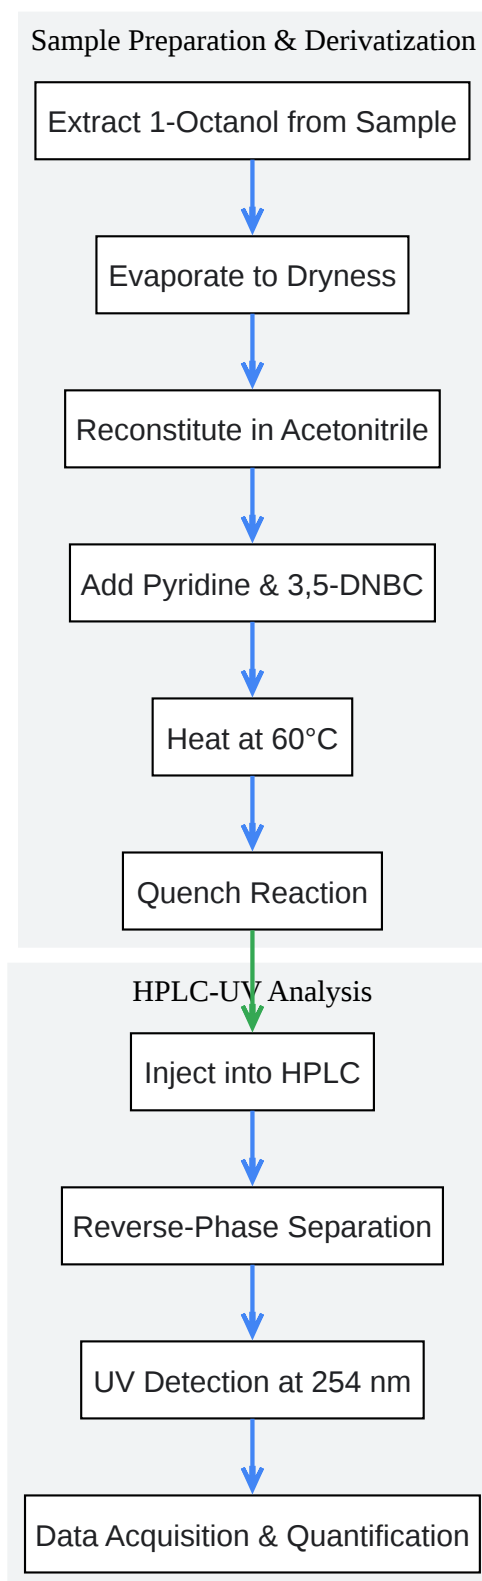 Sample Preparation & Derivatization
Extract 1-Octanol from Sample
Evaporate to Dryness
Reconstitute in Acetonitrile
Add Pyridine & 3,5-DNBC
Heat at 60°C
Quench Reaction
HPLC-UV Analysis
Inject into HPLC
Reverse-Phase Separation
UV Detection at 254 nm
Data Acquisition & Quantification